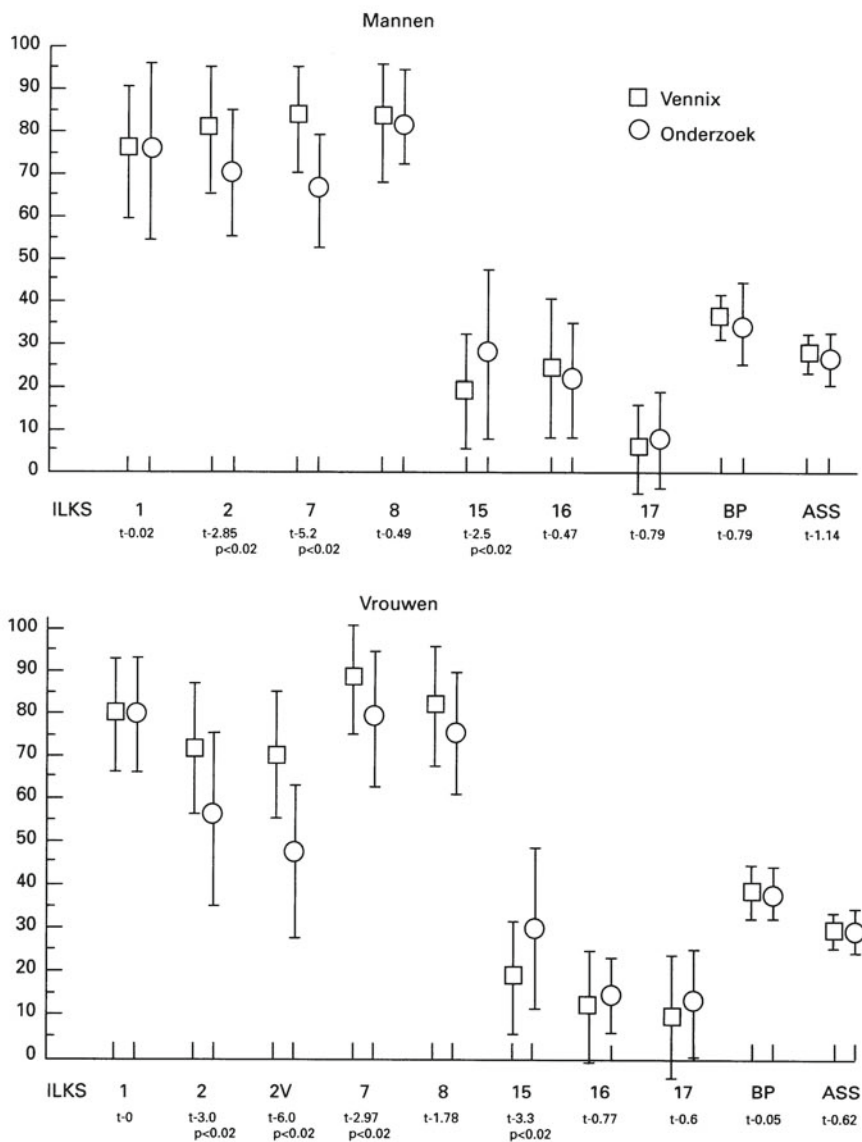 Mannen
100
90
80
70
60
50
40
30
20
10
0
Vennix
Onderzoek
ILKS 1 2 7 8 15 16 17 BP ASS
t-0.02 t-2.85 t-5.2 t-0.49 t-2.5 t-0.47 t-0.79 t-0.79 t-1.14
p<0.02 p<0.02 p<0.02
Vrouwen
100
90
80
70
60
50
40
30
20
10
0
ILKS 1 2 2V 7 8 15 16 17 BP ASS
t-0 t-3.0 t-6.0 t-2.97 t-1.78 t-3.3 t-0.77 t-0.6 t-0.05 t-0.62
p<0.02 p<0.02 p<0.02 p<0.02